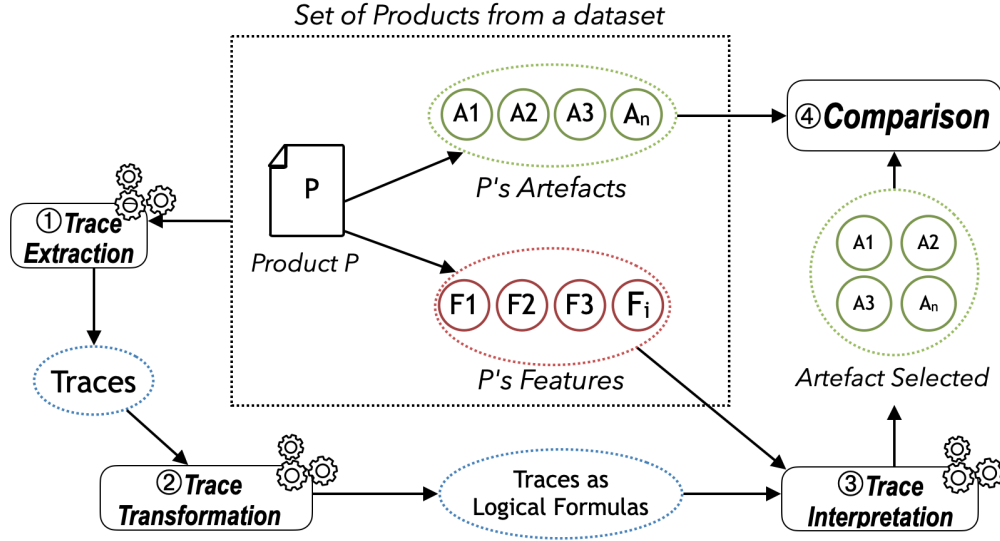 Set of Products from a dataset
A1 A2 A3 Aₙ
P's Artefacts
④Comparison
P
Product P
①Trace
Extraction
F1 F2 F3 Fᵢ
P's Features
A1 A2
A3 Aₙ
Artefact Selected
Traces
②Trace
Transformation
Traces as
Logical Formulas
③Trace
Interpretation